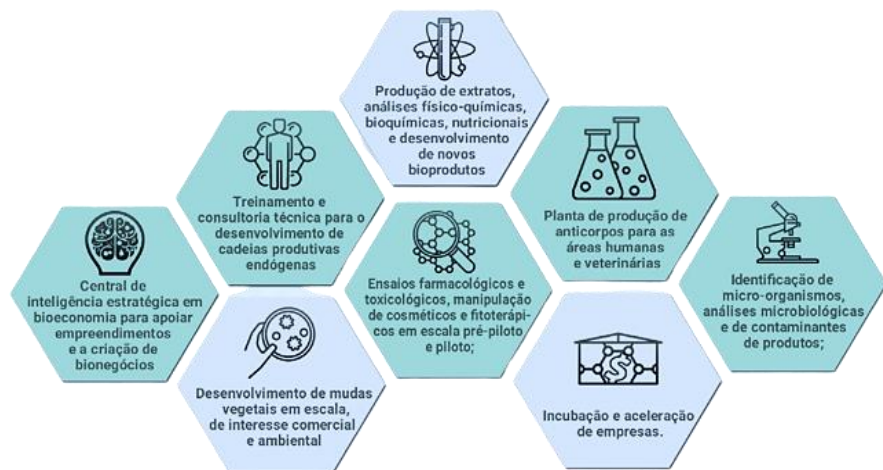 Produção de extratos,
análises físico-químicas,
bioquímicas, nutricionais
e desenvolvimento
de novos
bioprodutos
Treinamento e
consultoria técnica para o
desenvolvimento de
cadeias produtivas
endógenas
Planta de produção de
anticorpos para as
áreas humanas
e veterinárias
Central de
inteligência estratégica em
bioeconomia para apoiar
empreendimentos
e a criação de
bionegócios
Ensaios farmacológicos e
toxicológicos, manipulação
de cosméticos e fitoterápi-
cos em escala pré-piloto
e piloto;
Identificação de
micro-organismos,
análises microbiológicas
e de contaminantes
de produtos;
Desenvolvimento de mudas
vegetais em escala,
de interesse comercial
e ambiental
Incubação e aceleração
de empresas.